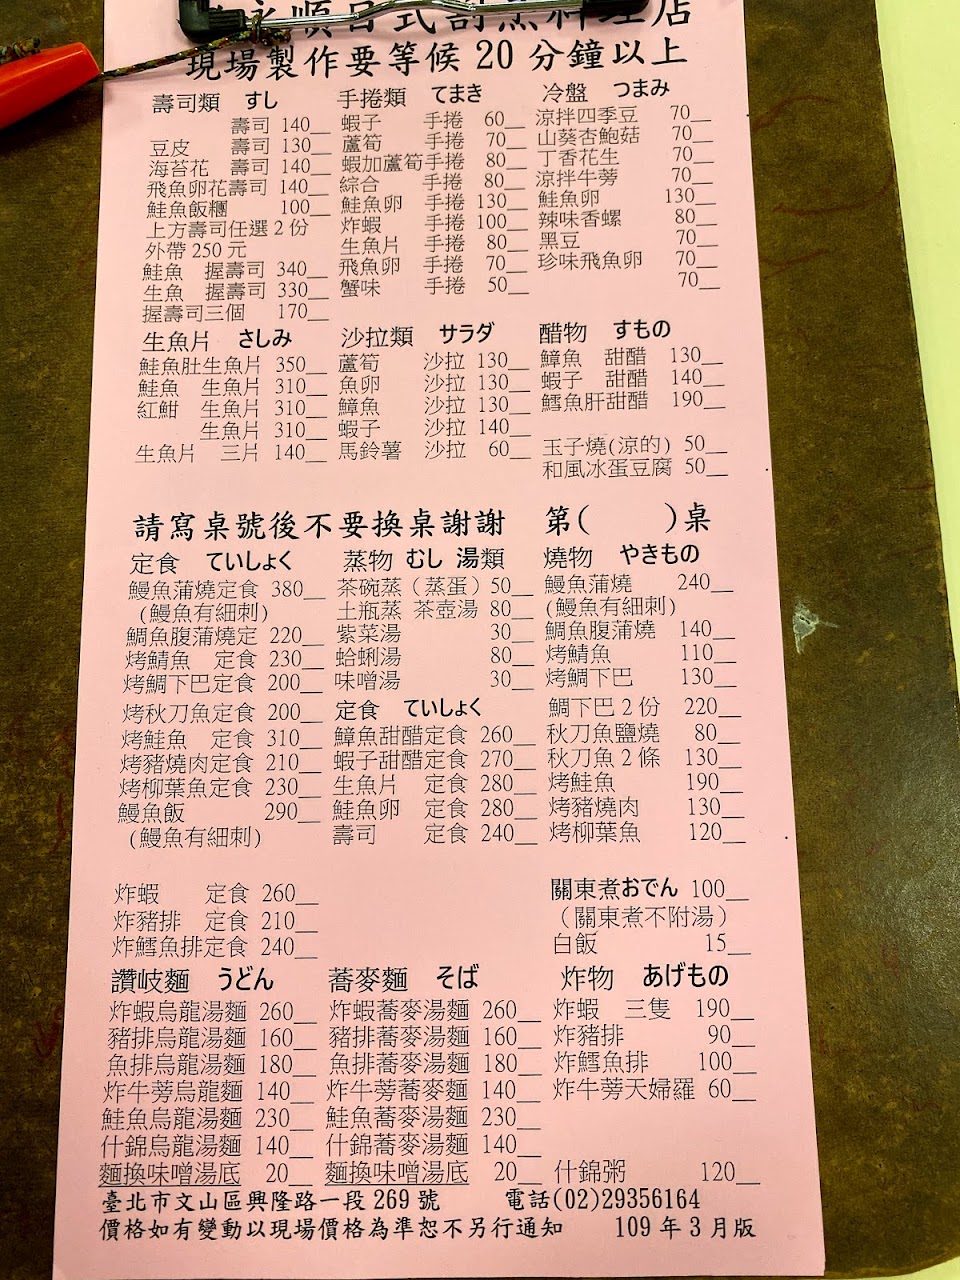 永順日式壽魚料理店
現場製作要等候 20 分鐘以上
壽司類 すし
壽司 140__
豆皮 壽司 130__
海苔花 壽司 140__
飛魚卵花壽司 140__
鮭魚飯糰 100__
上方壽司任選 2 份
外帶 250 元
鮭魚 握壽司 340__
生魚 握壽司 330__
握壽司三個 170__
手捲類 てまき
蝦子 手捲 60__
蘆筍 手捲 70__
蝦加蘆筍手捲 80__
綜合 手捲 80__
鮭魚卵 手捲 130__
炸蝦 手捲 100__
生魚片 手捲 80__
飛魚卵 手捲 70__
蟹味 手捲 50__
冷盤 つまみ
涼拌四季豆 70__
山葵杏鮑菇 70__
丁香花生 70__
涼拌牛蒡 70__
鮭魚卵 130__
辣味香螺 80__
黑豆 70__
珍味飛魚卵 70__
70__
生魚片 さしみ
鮭魚肚生魚片 350__
鮭魚 生魚片 310__
紅魽 生魚片 310__
生魚片 310__
生魚片 三片 140__
沙拉類 サラダ
蘆筍 沙拉 130__
魚卵 沙拉 130__
鱆魚 沙拉 130__
蝦子 沙拉 140__
馬鈴薯 沙拉 60__
醋物 すもの
鱆魚 甜醋 130__
蝦子 甜醋 140__
鱈魚肝甜醋 190__
玉子燒(涼的) 50__
和風冰蛋豆腐 50__
請寫桌號後不要換桌謝謝 第( )桌
定食 ていしょく
鰻魚蒲燒定食 380__
(鰻魚有細刺)
鯛魚腹蒲燒定 220__
烤鯖魚 定食 230__
烤鯛下巴定食 200__
烤秋刀魚定食 200__
烤鮭魚 定食 310__
烤豬燒肉定食 210__
烤柳葉魚定食 230__
鰻魚飯 290__
(鰻魚有細刺)
炸蝦 定食 260__
炸豬排 定食 210__
炸鱈魚排定食 240__
蒸物 むし 湯類
茶碗蒸（蒸蛋）50__
土瓶蒸 茶壺湯 80__
紫菜湯 30__
蛤蜊湯 80__
味噌湯 30__
定食 ていしょく
鱆魚甜醋定食 260__
蝦子甜醋定食 270__
生魚片 定食 280__
鮭魚卵 定食 280__
壽司 定食 240__
燒物 やきもの
鰻魚蒲燒 240__
(鰻魚有細刺)
鯛魚腹蒲燒 140__
烤鯖魚 110__
烤鯛下巴 130__
鯛下巴 2 份 220__
秋刀魚鹽燒 80__
秋刀魚 2 條 130__
烤鮭魚 190__
烤豬燒肉 130__
烤柳葉魚 120__
關東煮おでん 100__
（關東煮不附湯）
白飯 15__
讚岐麵 うどん
炸蝦烏龍湯麵 260__
豬排烏龍湯麵 160__
魚排烏龍湯麵 180__
炸牛蒡烏龍麵 140__
鮭魚烏龍湯麵 230__
什錦烏龍湯麵 140__
麵換味噌湯底 20__
蕎麥麵 そば
炸蝦蕎麥湯麵 260__
豬排蕎麥湯麵 160__
魚排蕎麥湯麵 180__
炸牛蒡蕎麥麵 140__
鮭魚蕎麥湯麵 230__
什錦蕎麥湯麵 140__
麵換味噌湯底 20__
炸物 あげもの
炸蝦 三隻 190__
炸豬排 90__
炸鱈魚排 100__
炸牛蒡天婦羅 60__
什錦粥 120__
臺北市文山區興隆路一段 269 號 電話(02)29356164
價格如有變動以現場價格為準恕不另行通知 109 年 3 月版